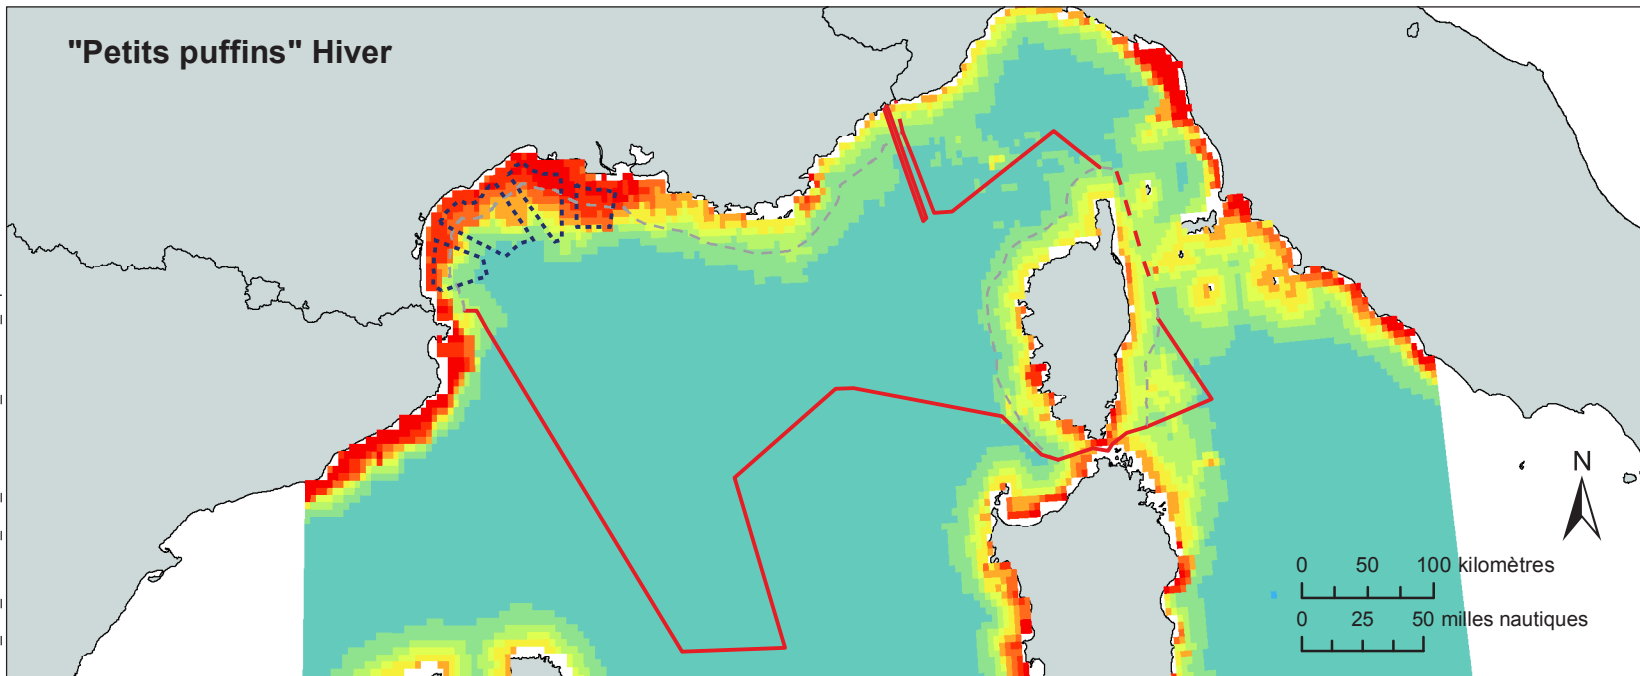 "Petits puffins" Hiver
N
0 50 100 kilomètres
0 25 50 milles nautiques